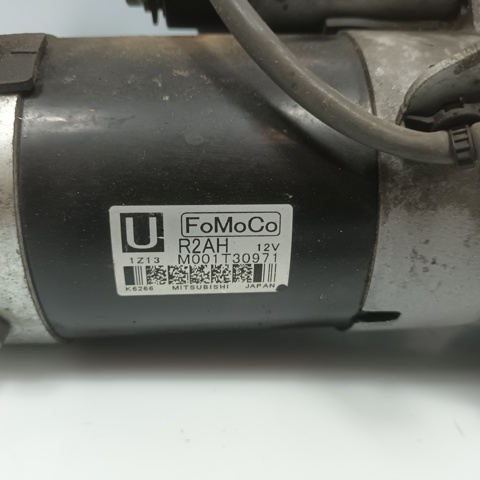 U FoMoCo
R2AH 12V
1Z13 M001T30971
K6266 MITSUBISHI JAPAN